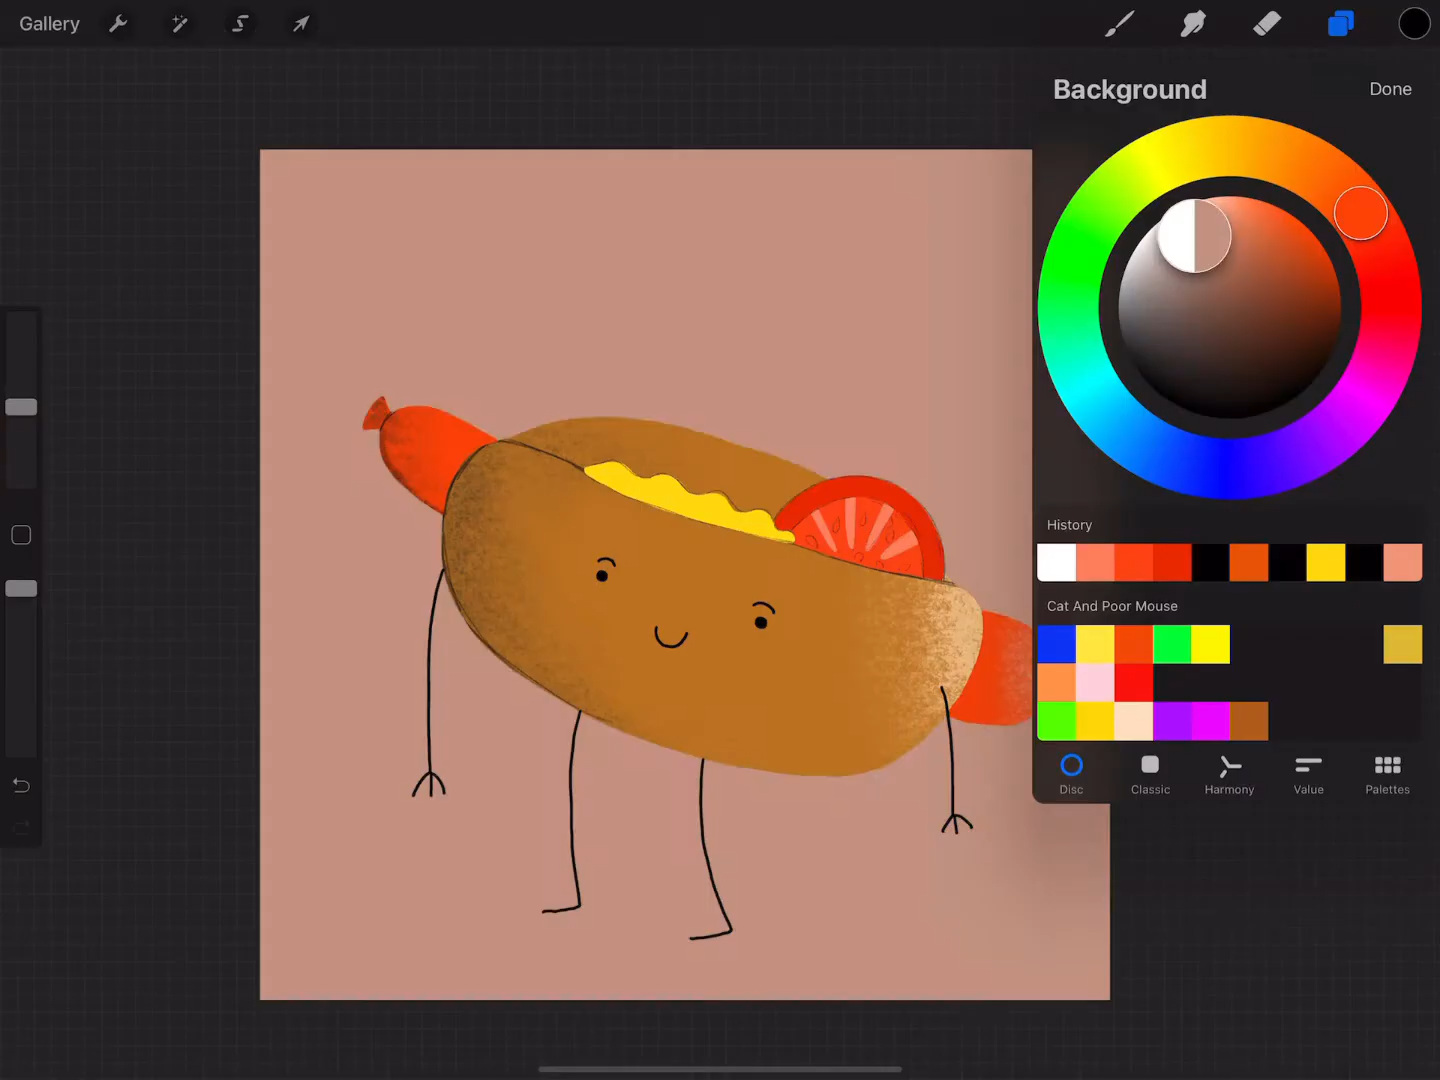 Gallery
Background Done
History
Cat And Poor Mouse
Disc Classic Harmony Value Palettes